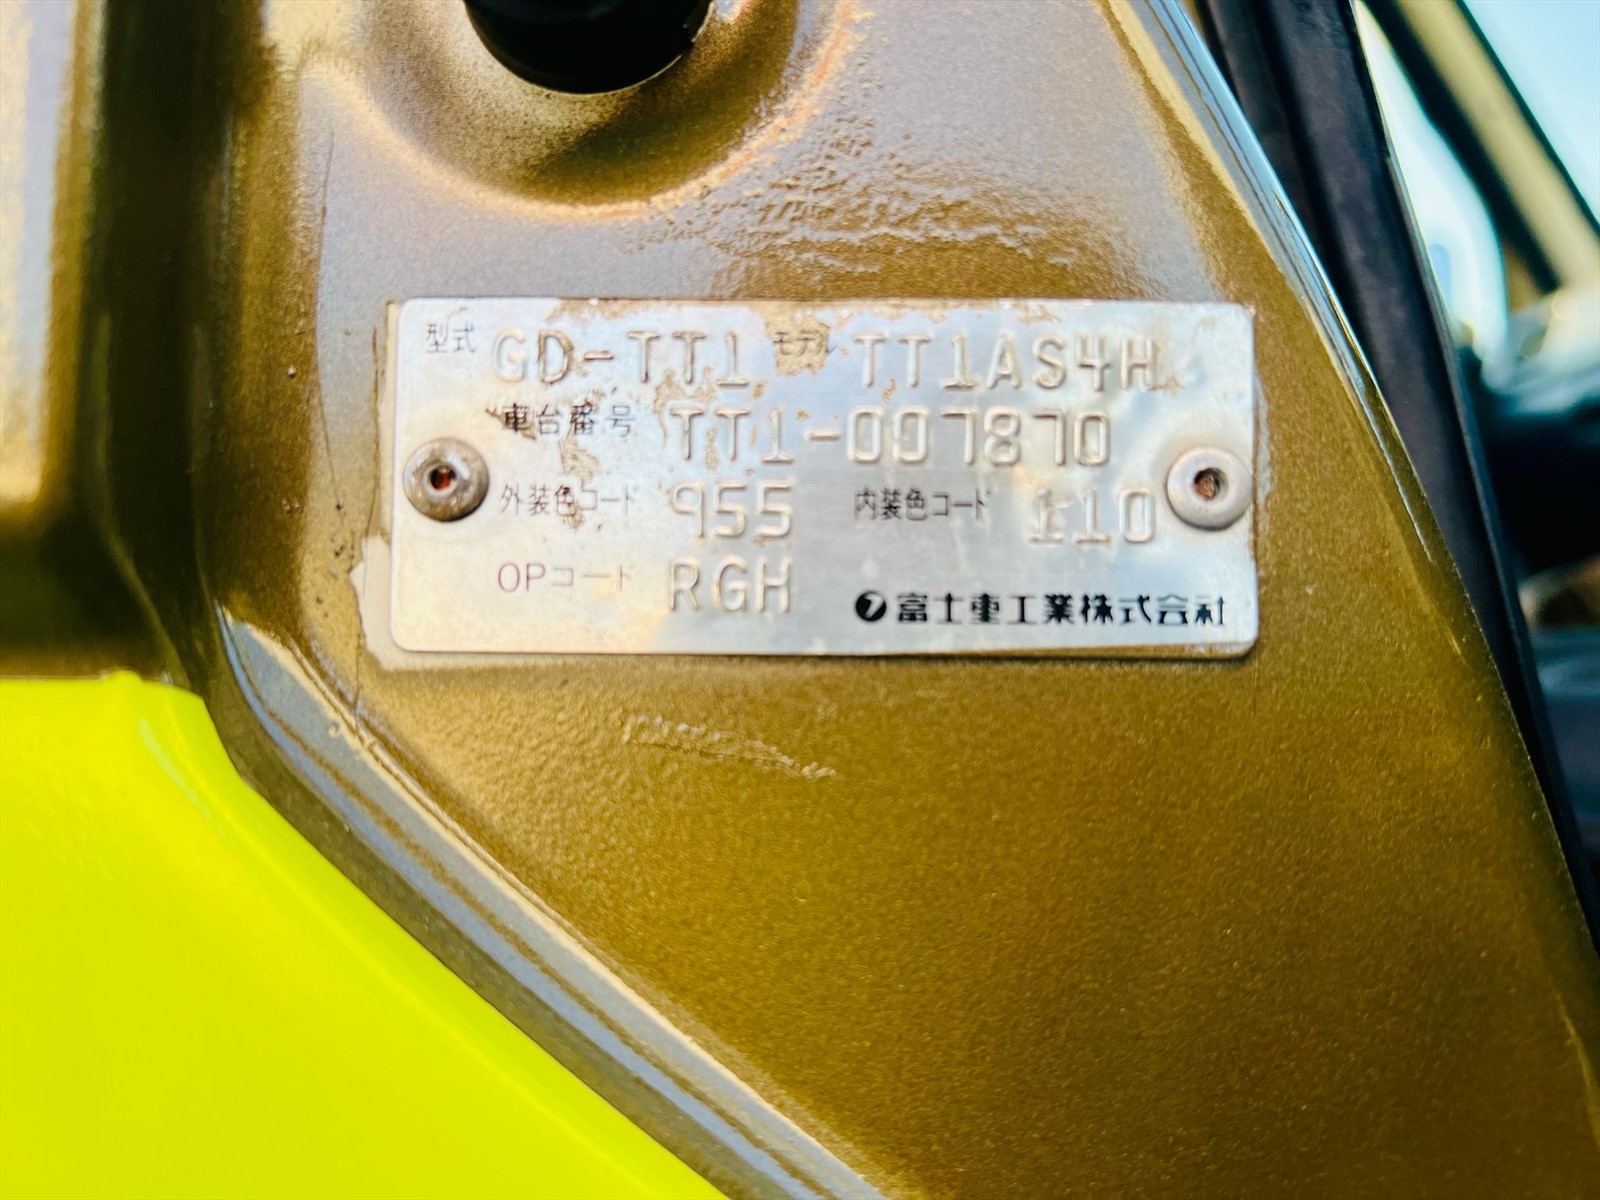 型式 GD-TT1 モデル TT1AS4H
車台番号 TT1-007870
外装色コード 955 内装色コード 110
OPコード RGH
富士重工業株式会社